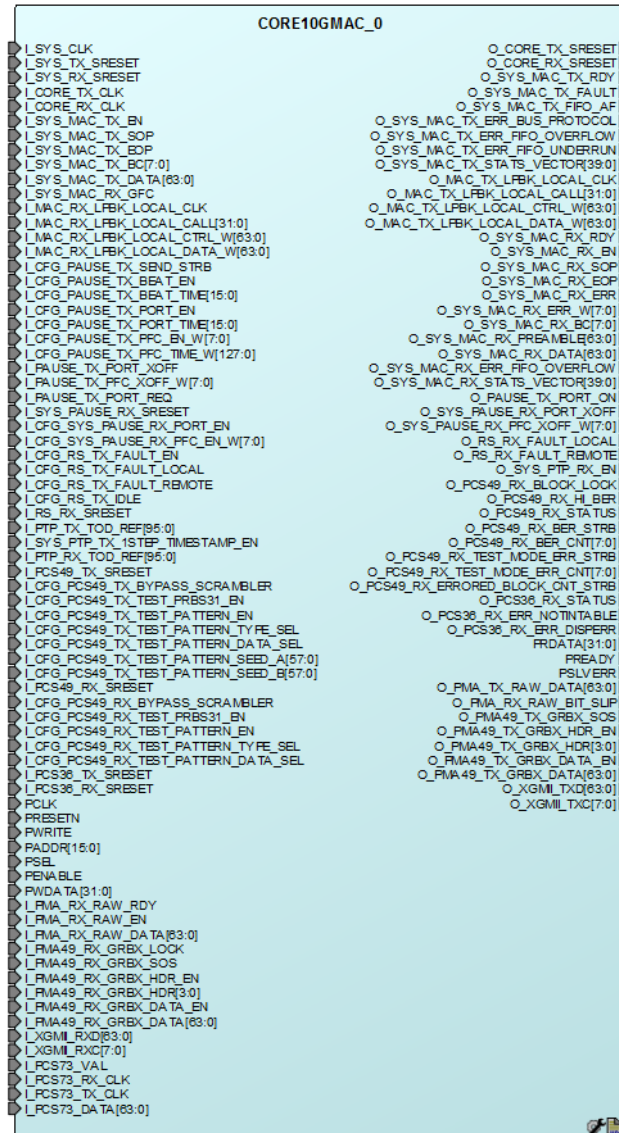 CORE10GMAC_0
I_SYS_CLK
I_SYS_TX_SRESET
I_SYS_RX_SRESET
I_CORE_TX_CLK
I_CORE_RX_CLK
I_SYS_MAC_TX_EN
I_SYS_MAC_TX_SOP
I_SYS_MAC_TX_EOP
I_SYS_MAC_TX_BC[7:0]
I_SYS_MAC_TX_DATA[63:0]
I_SYS_MAC_RX_GFC
I_MAC_RX_LPBK_LOCAL_CLK
I_MAC_RX_LPBK_LOCAL_CALL[31:0]
I_MAC_RX_LPBK_LOCAL_CTRL_W[63:0]
I_MAC_RX_LPBK_LOCAL_DATA_W[63:0]
I_CFG_PAUSE_TX_SEND_STRB
I_CFG_PAUSE_TX_BEAT_EN
I_CFG_PAUSE_TX_BEAT_TIME[15:0]
I_CFG_PAUSE_TX_PORT_EN
I_CFG_PAUSE_TX_PORT_TIME[15:0]
I_CFG_PAUSE_TX_PFC_EN_W[7:0]
I_CFG_PAUSE_TX_PFC_TIME_W[127:0]
I_PAUSE_TX_PORT_XOFF
I_PAUSE_TX_PFC_XOFF_W[7:0]
I_PAUSE_TX_PORT_REQ
I_SYS_PAUSE_RX_SRESET
I_CFG_SYS_PAUSE_RX_PORT_EN
I_CFG_SYS_PAUSE_RX_PFC_EN_W[7:0]
I_CFG_RS_TX_FAULT_EN
I_CFG_RS_TX_FAULT_LOCAL
I_CFG_RS_TX_FAULT_REMOTE
I_CFG_RS_TX_IDLE
I_RS_RX_SRESET
I_PTP_TX_TOD_REF[95:0]
I_SYS_PTP_TX_1STEP_TIMESTAMP_EN
I_PTP_RX_TOD_REF[95:0]
I_PCS49_TX_SRESET
I_CFG_PCS49_TX_BYPASS_SCRAMBLER
I_CFG_PCS49_TX_TEST_PRBS31_EN
I_CFG_PCS49_TX_TEST_PATTERN_EN
I_CFG_PCS49_TX_TEST_PATTERN_TYPE_SEL
I_CFG_PCS49_TX_TEST_PATTERN_DATA_SEL
I_CFG_PCS49_TX_TEST_PATTERN_SEED_A[57:0]
I_CFG_PCS49_TX_TEST_PATTERN_SEED_B[57:0]
I_PCS49_RX_SRESET
I_CFG_PCS49_RX_BYPASS_SCRAMBLER
I_CFG_PCS49_RX_TEST_PRBS31_EN
I_CFG_PCS49_RX_TEST_PATTERN_EN
I_CFG_PCS49_RX_TEST_PATTERN_TYPE_SEL
I_CFG_PCS49_RX_TEST_PATTERN_DATA_SEL
I_PCS36_TX_SRESET
I_PCS36_RX_SRESET
PCLK
PRESETN
PWRITE
PADDR[15:0]
PSEL
PENABLE
PWDATA[31:0]
I_PMA_RX_RAW_RDY
I_PMA_RX_RAW_EN
I_PMA_RX_RAW_DATA[63:0]
I_PMA49_RX_GRBX_LOCK
I_PMA49_RX_GRBX_SOS
I_PMA49_RX_GRBX_HDR_EN
I_PMA49_RX_GRBX_HDR[3:0]
I_PMA49_RX_GRBX_DATA_EN
I_PMA49_RX_GRBX_DATA[63:0]
I_XGMII_RXD[63:0]
I_XGMII_RXC[7:0]
I_PCS73_VAL
I_PCS73_RX_CLK
I_PCS73_TX_CLK
I_PCS73_DATA[63:0]
O_CORE_TX_SRESET
O_CORE_RX_SRESET
O_SYS_MAC_TX_RDY
O_SYS_MAC_TX_FAULT
O_SYS_MAC_TX_FIFO_AF
O_SYS_MAC_TX_ERR_BUS_PROTOCOL
O_SYS_MAC_TX_ERR_FIFO_OVERFLOW
O_SYS_MAC_TX_ERR_FIFO_UNDERRUN
O_SYS_MAC_TX_STATS_VECTOR[39:0]
O_MAC_TX_LPBK_LOCAL_CLK
O_MAC_TX_LPBK_LOCAL_CALL[31:0]
O_MAC_TX_LPBK_LOCAL_CTRL_W[63:0]
O_MAC_TX_LPBK_LOCAL_DATA_W[63:0]
O_SYS_MAC_RX_RDY
O_SYS_MAC_RX_EN
O_SYS_MAC_RX_SOP
O_SYS_MAC_RX_EOP
O_SYS_MAC_RX_ERR
O_SYS_MAC_RX_ERR_W[7:0]
O_SYS_MAC_RX_BC[7:0]
O_SYS_MAC_RX_PREAMBLE[63:0]
O_SYS_MAC_RX_DATA[63:0]
O_SYS_MAC_RX_ERR_FIFO_OVERFLOW
O_SYS_MAC_RX_STATS_VECTOR[39:0]
O_PAUSE_TX_PORT_ON
O_SYS_PAUSE_RX_PORT_XOFF
O_SYS_PAUSE_RX_PFC_XOFF_W[7:0]
O_RS_RX_FAULT_LOCAL
O_RS_RX_FAULT_REMOTE
O_SYS_PTP_RX_EN
O_PCS49_RX_BLOCK_LOCK
O_PCS49_RX_HI_BER
O_PCS49_RX_STATUS
O_PCS49_RX_BER_STRB
O_PCS49_RX_BER_CNT[7:0]
O_PCS49_RX_TEST_MODE_ERR_STRB
O_PCS49_RX_TEST_MODE_ERR_CNT[7:0]
O_PCS49_RX_ERRORED_BLOCK_CNT_STRB
O_PCS36_RX_STATUS
O_PCS36_RX_ERR_NOTINTABLE
O_PCS36_RX_ERR_DISPERR
PRDATA[31:0]
PREADY
PSLVERR
O_PMA_TX_RAW_DATA[63:0]
O_PMA_RX_RAW_BIT_SLIP
O_PMA49_TX_GRBX_SOS
O_PMA49_TX_GRBX_HDR_EN
O_PMA49_TX_GRBX_HDR[3:0]
O_PMA49_TX_GRBX_DATA_EN
O_PMA49_TX_GRBX_DATA[63:0]
O_XGMII_TXD[63:0]
O_XGMII_TXC[7:0]